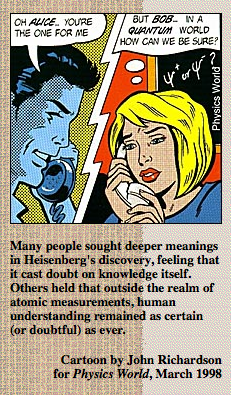 OH ALICE.. YOU'RE
THE ONE FOR ME
BUT BOB... IN A
QUANTUM WORLD
HOW CAN WE BE SURE?
Ψ⁺ or Ψ⁻ ?
Physics World
Many people sought deeper meanings
in Heisenberg's discovery, feeling that
it cast doubt on knowledge itself.
Others held that outside the realm of
atomic measurements, human
understanding remained as certain
(or doubtful) as ever.
Cartoon by John Richardson
for Physics World, March 1998